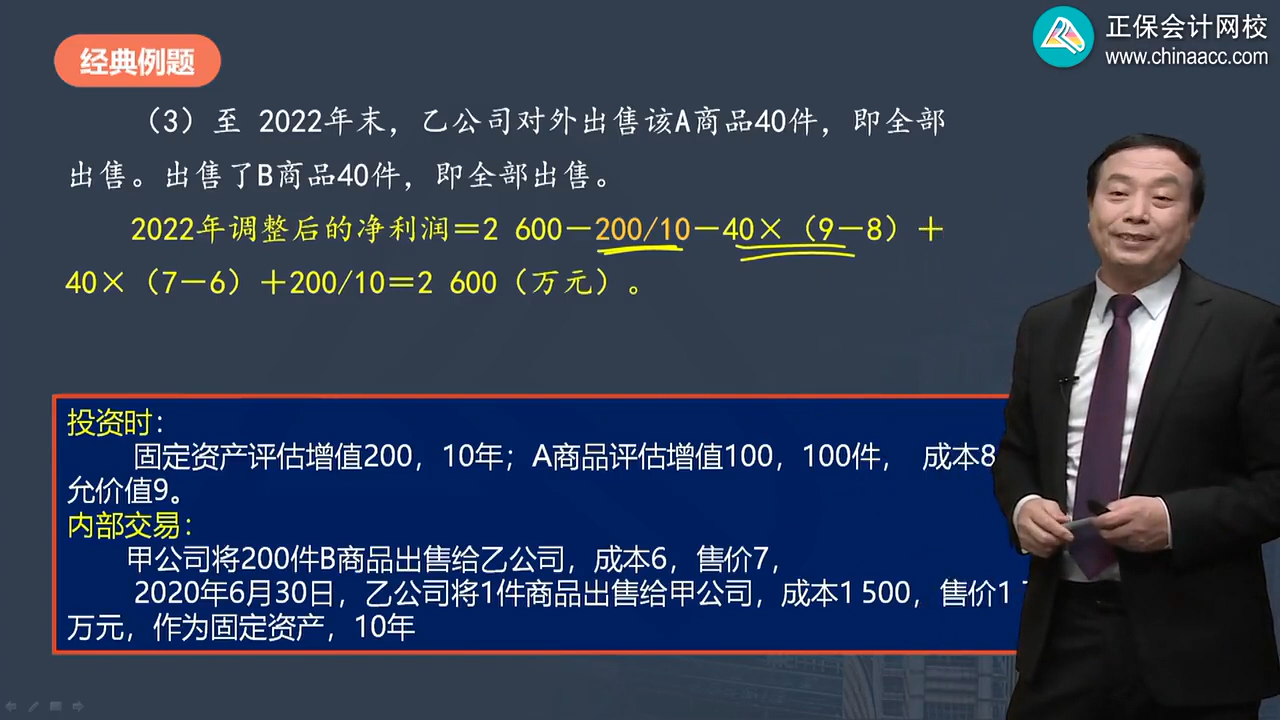 正保会计网校
www.chinaacc.com
经典例题
（3）至 2022年末，乙公司对外出售该A商品40件，即全部
出售。出售了B商品40件，即全部出售。
2022年调整后的净利润＝2 600－200/10－40×（9－8）＋
40×（7－6）＋200/10＝2 600（万元）。
投资时：
固定资产评估增值200，10年；A商品评估增值100，100件， 成本8
允价值9。
内部交易：
甲公司将200件B商品出售给乙公司，成本6，售价7，
2020年6月30日，乙公司将1件商品出售给甲公司，成本1 500，售价1
万元，作为固定资产，10年